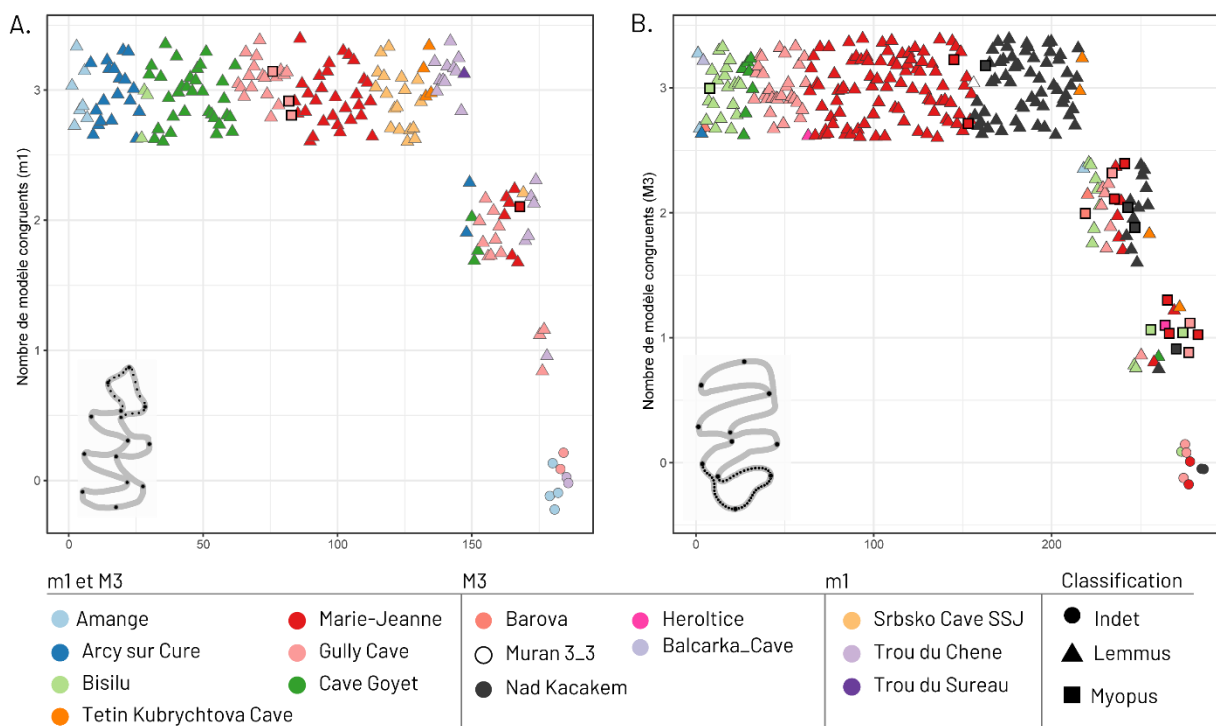 A.
B.
Nombre de modèle congruents (m1)
3
2
1
0
0 50 100 150
Nombre de modèle congruents (M3)
3
2
1
0
0 100 200
m1 et M3 M3 m1 Classification
Amange Marie-Jeanne Barova Heroltice Srbsko Cave SSJ Indet
Arcy sur Cure Gully Cave Muran 3_3 Balcarka_Cave Trou du Chene Lemmus
Bisilu Cave Goyet Nad Kacakem Trou du Sureau Myopus
Tetin Kubrychtova Cave